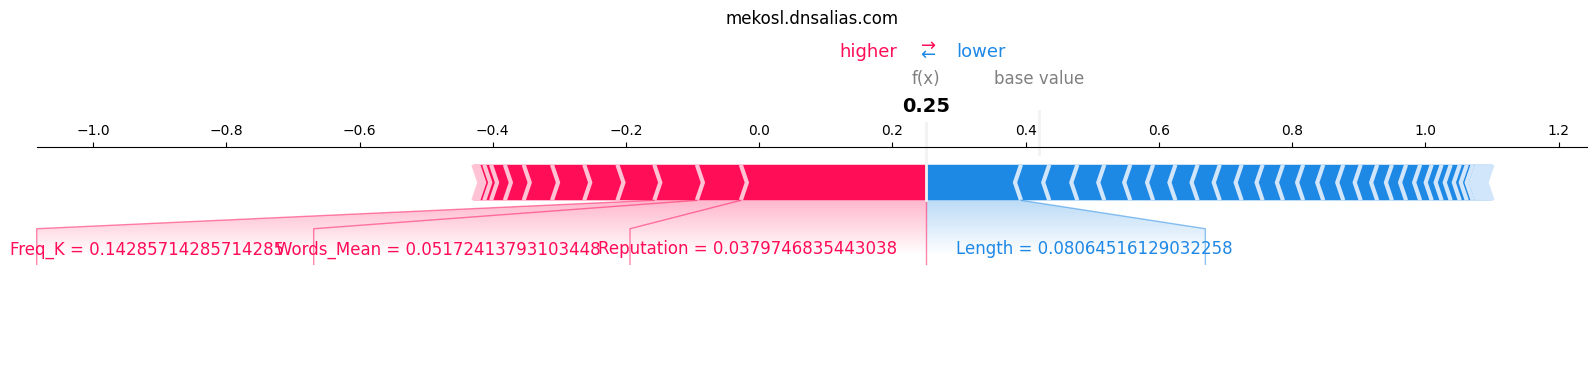 mekosl.dnsalias.com
higher → ← lower
f(x) base value
0.25
−1.0 −0.8 −0.6 −0.4 −0.2 0.0 0.2 0.4 0.6 0.8 1.0 1.2
Freq_K = 0.14285714285714285 Words_Mean = 0.05172413793103448 Reputation = 0.0379746835443038 Length = 0.08064516129032258